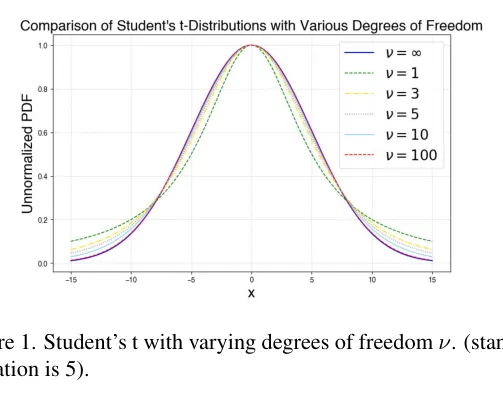 Comparison of Student's t-Distributions with Various Degrees of Freedom
Unnormalized PDF
1.0
0.8
0.6
0.4
0.2
0.0
ν = ∞
ν = 1
ν = 3
ν = 5
ν = 10
ν = 100
−15
−10
−5
0
5
10
15
x
re 1. Student's t with varying degrees of freedom ν. (stan
ation is 5).